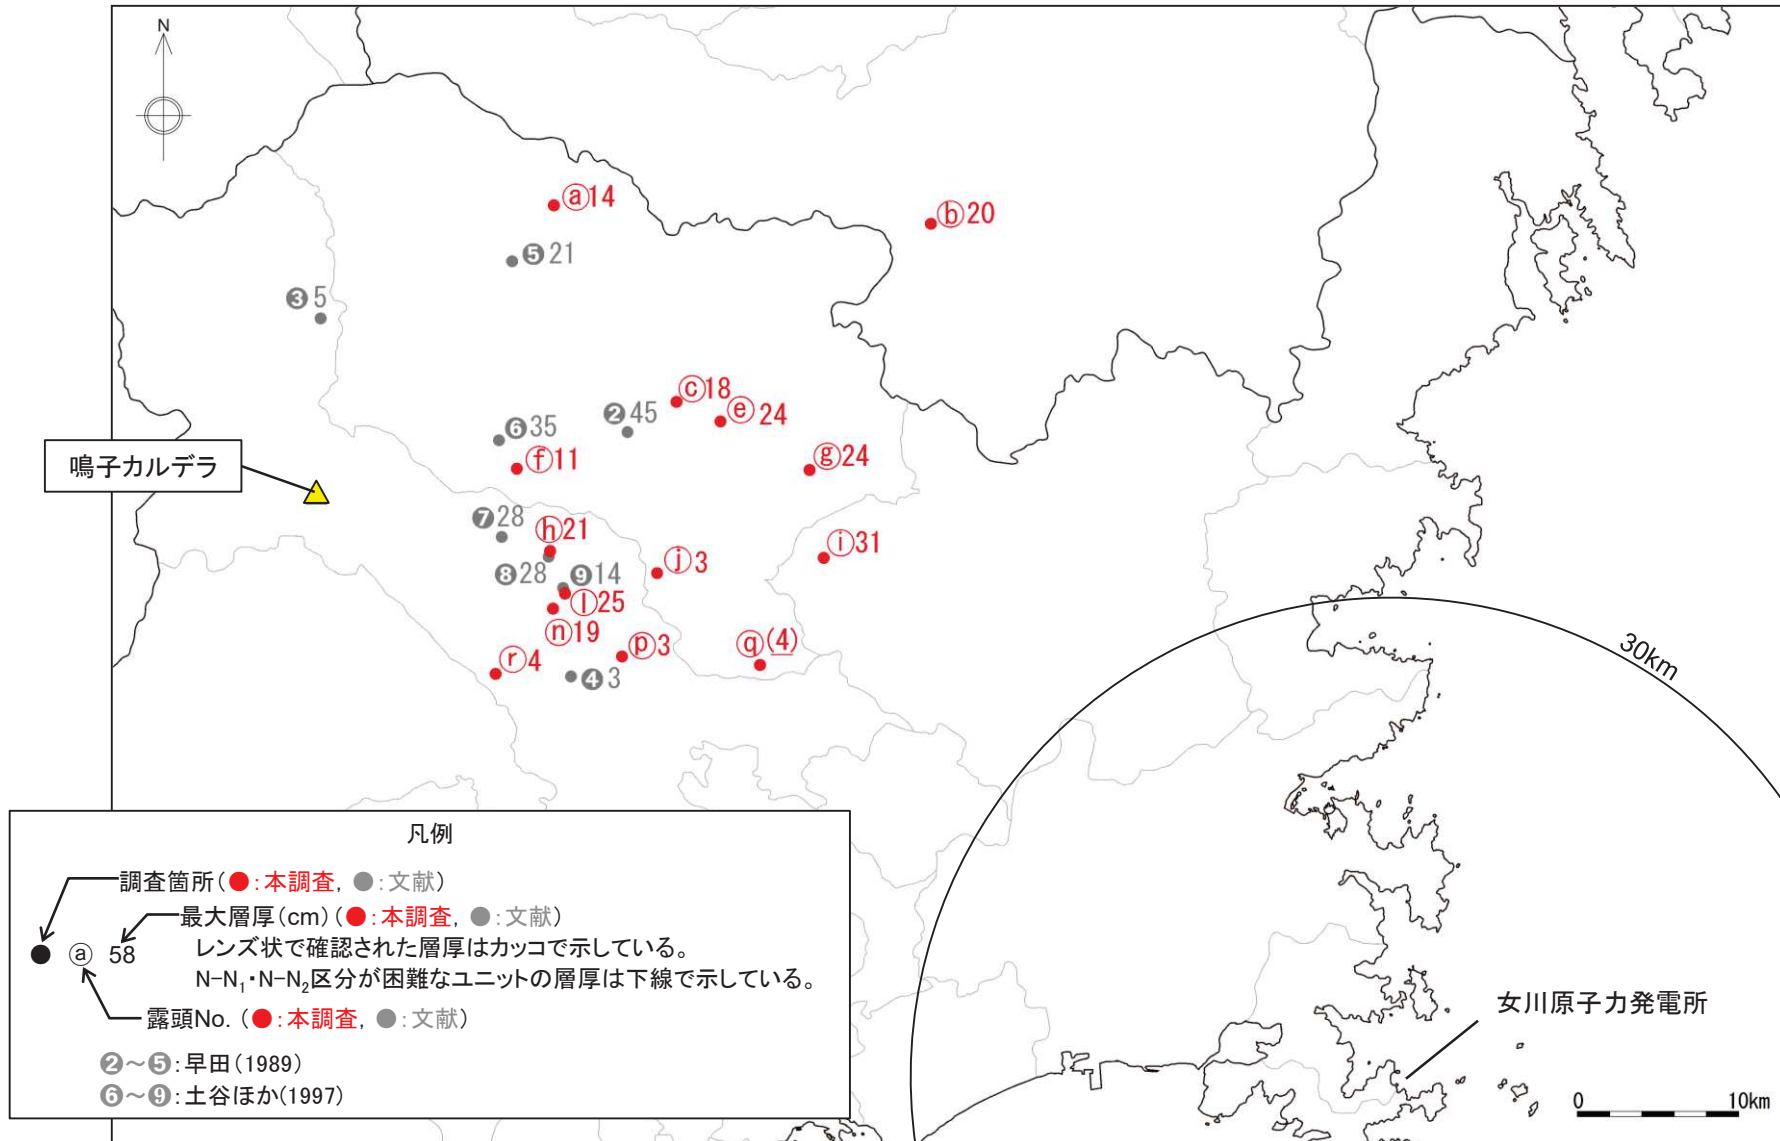 N
ⓐ14
ⓑ20
❺21
❸5
ⓒ18
❷45
ⓔ24
❻35
ⓕ11
ⓖ24
鳴子カルデラ
❼28
ⓗ21
ⓘ31
ⓙ3
❽28
❾14
ⓛ25
ⓝ19
ⓟ3
ⓠ(4)
ⓡ4
❹3
30km
凡例
調査箇所(●:本調査, ●:文献)
最大層厚(cm)(●:本調査, ●:文献)
レンズ状で確認された層厚はカッコで示している。
● ⓐ 58
N-N₁・N-N₂区分が困難なユニットの層厚は下線で示している。
露頭No. (●:本調査, ●:文献)
❷～❺:早田(1989)
❻～❾:土谷ほか(1997)
女川原子力発電所
0 10km